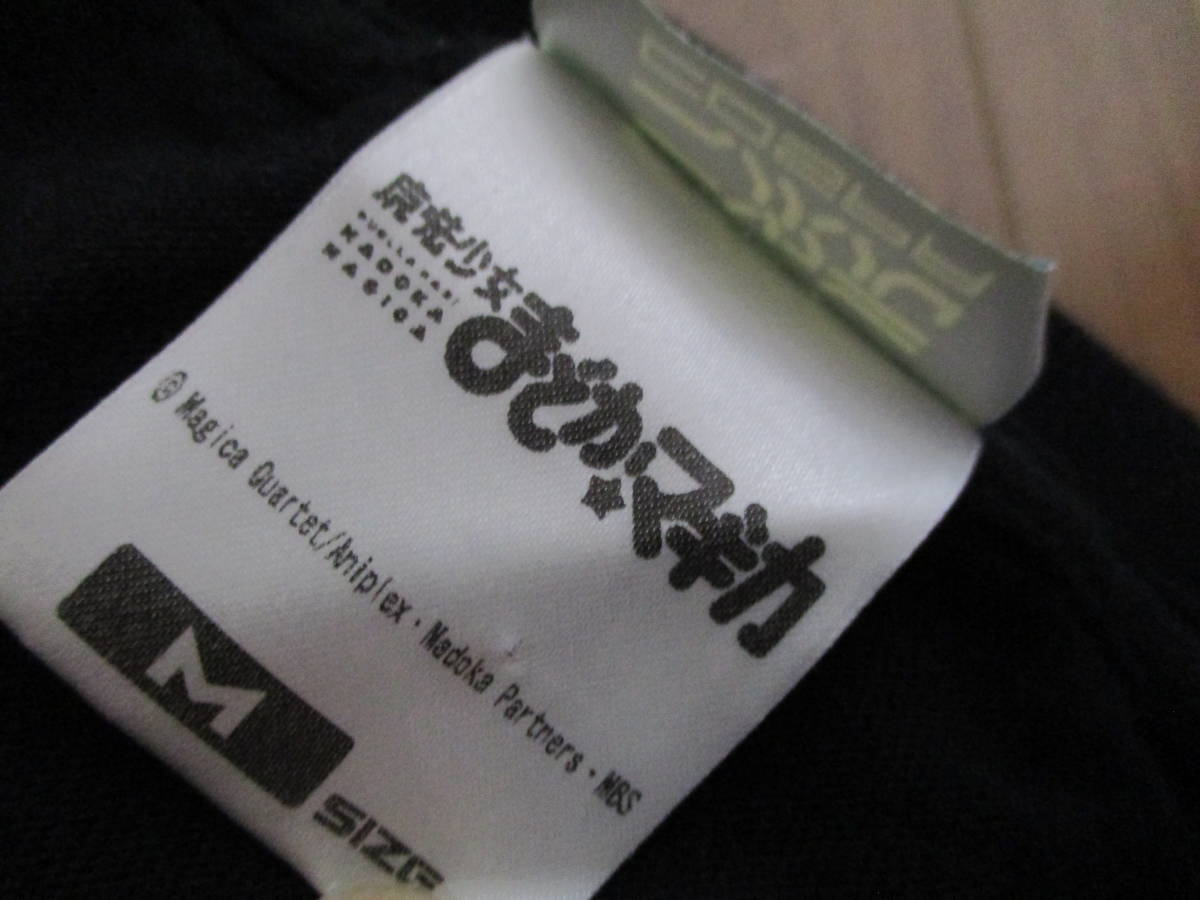 魔法少女
PUELLA MAGI
MADOKA
MAGICA
まどか☆マギカ
© Magica Quartet/Aniplex・Madoka Partners・MBS
M
SIZE